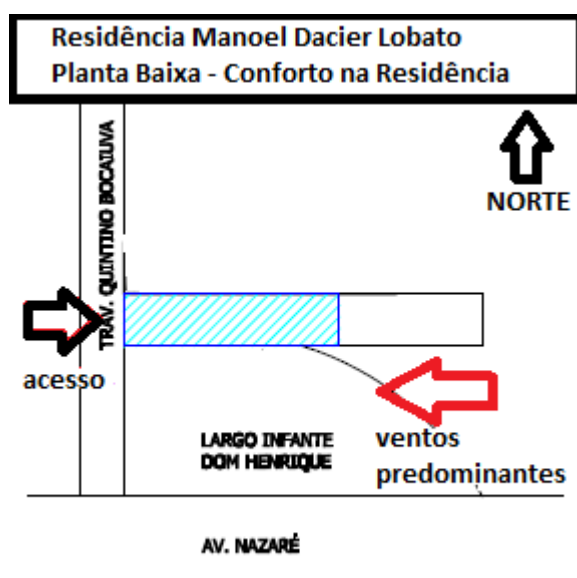 Residência Manoel Dacier Lobato
Planta Baixa - Conforto na Residência
NORTE
TRAV. QUINTINO BOCAIUVA
acesso
LARGO INFANTE
DOM HENRIQUE
ventos
predominantes
AV. NAZARÉ